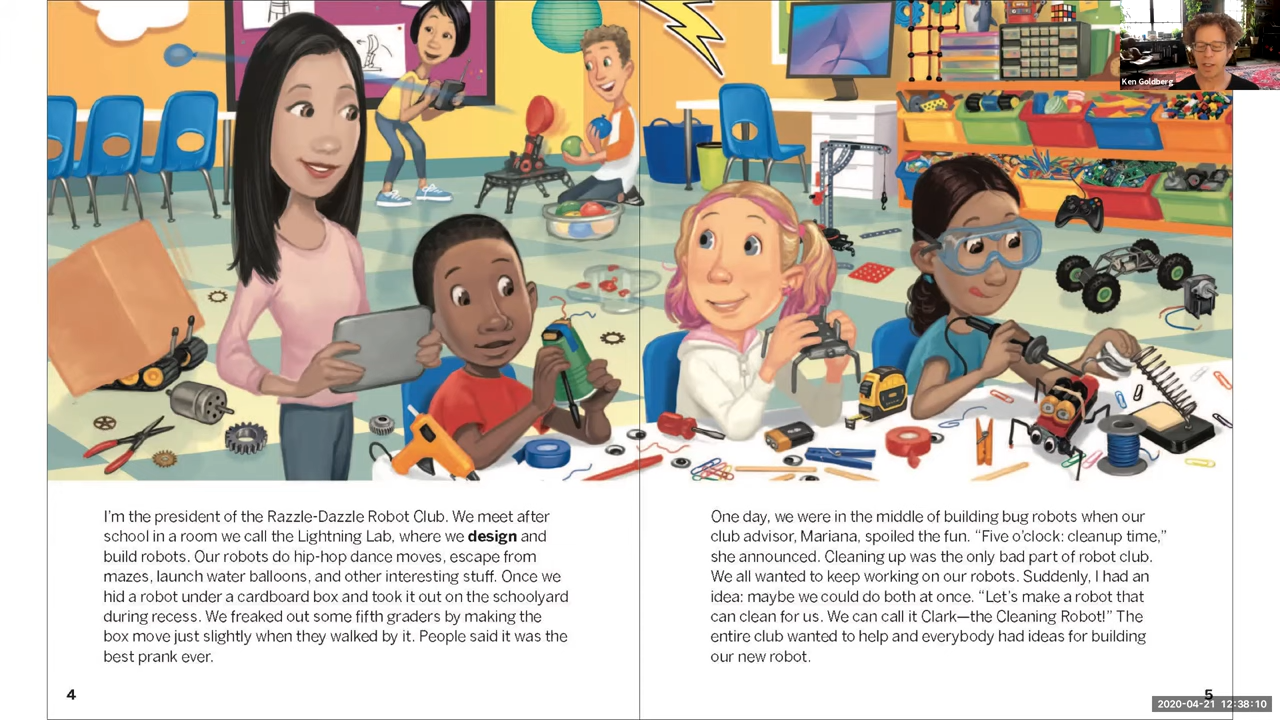 Ken Goldberg
I'm the president of the Razzle-Dazzle Robot Club. We meet after
school in a room we call the Lightning Lab, where we design and
build robots. Our robots do hip-hop dance moves, escape from
mazes, launch water balloons, and other interesting stuff. Once we
hid a robot under a cardboard box and took it out on the schoolyard
during recess. We freaked out some fifth graders by making the
box move just slightly when they walked by it. People said it was the
best prank ever.
4
One day, we were in the middle of building bug robots when our
club advisor, Mariana, spoiled the fun. “Five o'clock: cleanup time,”
she announced. Cleaning up was the only bad part of robot club.
We all wanted to keep working on our robots. Suddenly, I had an
idea: maybe we could do both at once. “Let's make a robot that
can clean for us. We can call it Clark—the Cleaning Robot!” The
entire club wanted to help and everybody had ideas for building
our new robot.
5
2020-04-21 12:38:10